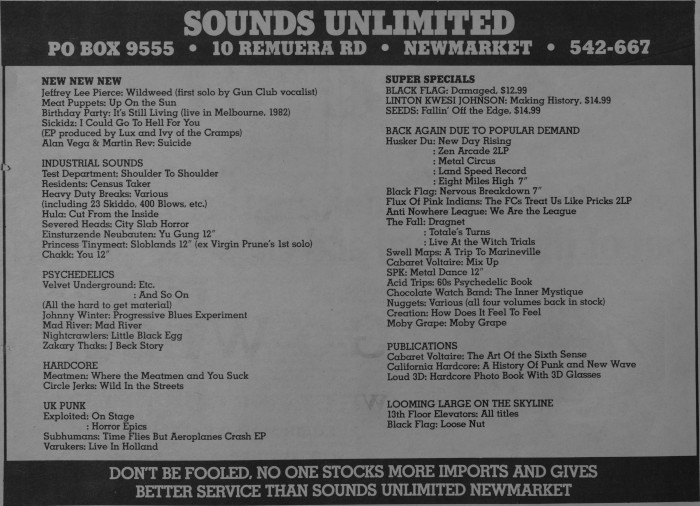 SOUNDS UNLIMITED
PO BOX 9555 • 10 REMUERA RD • NEWMARKET • 542-667
NEW NEW NEW
Jeffrey Lee Pierce: Wildweed (first solo by Gun Club vocalist)
Meat Puppets: Up On the Sun
Birthday Party: It's Still Living (live in Melbourne, 1982)
Sickidz: I Could Go To Hell For You
(EP produced by Lux and Ivy of the Cramps)
Alan Vega & Martin Rev: Suicide
INDUSTRIAL SOUNDS
Test Department: Shoulder To Shoulder
Residents: Census Taker
Heavy Duty Breaks: Various
(including 23 Skiddo, 400 Blows, etc.)
Hula: Cut From the Inside
Severed Heads: City Slab Horror
Einsturzende Neubauten: Yu Gung 12"
Princess Tinymeat: Sloblands 12" (ex Virgin Prune's 1st solo)
Chakk: You 12"
PSYCHEDELICS
Velvet Underground: Etc.
: And So On
(All the hard to get material)
Johnny Winter: Progressive Blues Experiment
Mad River: Mad River
Nightcrawlers: Little Black Egg
Zakary Thaks: J Beck Story
HARDCORE
Meatmen: Where the Meatmen and You Suck
Circle Jerks: Wild In the Streets
UK PUNK
Exploited: On Stage
: Horror Epics
Subhumans: Time Flies But Aeroplanes Crash EP
Varukers: Live In Holland
SUPER SPECIALS
BLACK FLAG: Damaged, $12.99
LINTON KWESI JOHNSON: Making History, $14.99
SEEDS: Fallin' Off the Edge, $14.99
BACK AGAIN DUE TO POPULAR DEMAND
Husker Du: New Day Rising
: Zen Arcade 2LP
: Metal Circus
: Land Speed Record
: Eight Miles High 7"
Black Flag: Nervous Breakdown 7"
Flux Of Pink Indians: The FCs Treat Us Like Pricks 2LP
Anti Nowhere League: We Are the League
The Fall: Dragnet
: Totale's Turns
: Live At the Witch Trials
Swell Maps: A Trip To Marineville
Cabaret Voltaire: Mix Up
SPK: Metal Dance 12"
Acid Trips: 60s Psychedelic Book
Chocolate Watch Band: The Inner Mystique
Nuggets: Various (all four volumes back in stock)
Creation: How Does It Feel To Feel
Moby Grape: Moby Grape
PUBLICATIONS
Cabaret Voltaire: The Art Of the Sixth Sense
California Hardcore: A History Of Punk and New Wave
Loud 3D: Hardcore Photo Book With 3D Glasses
LOOMING LARGE ON THE SKYLINE
13th Floor Elevators: All titles
Black Flag: Loose Nut
DON'T BE FOOLED, NO ONE STOCKS MORE IMPORTS AND GIVES
BETTER SERVICE THAN SOUNDS UNLIMITED NEWMARKET